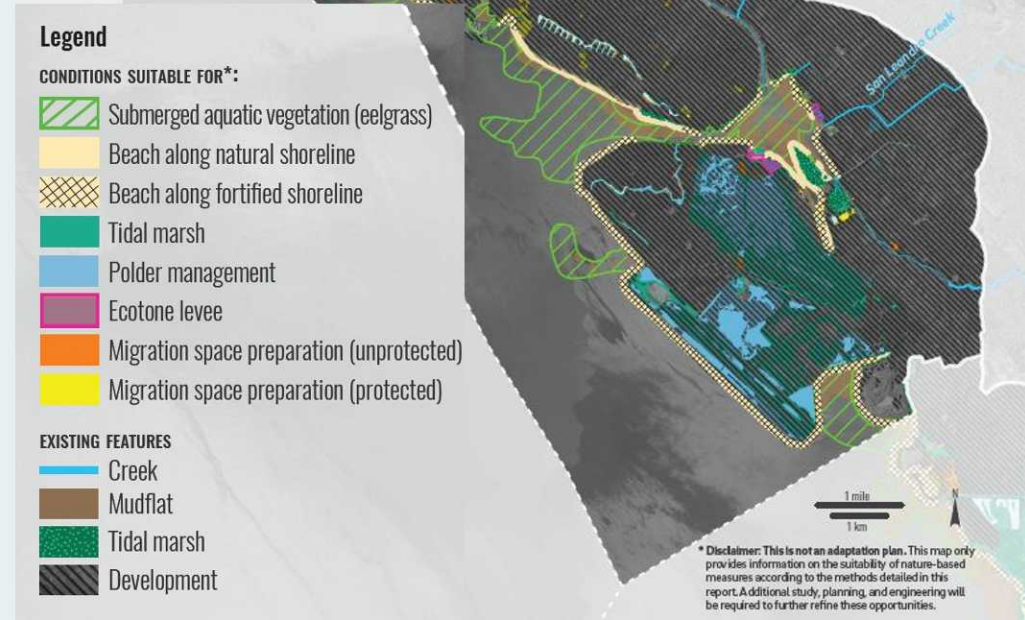 Legend
CONDITIONS SUITABLE FOR*:
Submerged aquatic vegetation (eelgrass)
Beach along natural shoreline
Beach along fortified shoreline
Tidal marsh
Polder management
Ecotone levee
Migration space preparation (unprotected)
Migration space preparation (protected)
EXISTING FEATURES
Creek
Mudflat
Tidal marsh
Development
San Leandro Creek
1 mile
1 km
N
* Disclaimer: This is not an adaptation plan. This map only
provides information on the suitability of nature-based
measures according to the methods detailed in this
report. Additional study, planning, and engineering will
be required to further refine these opportunities.